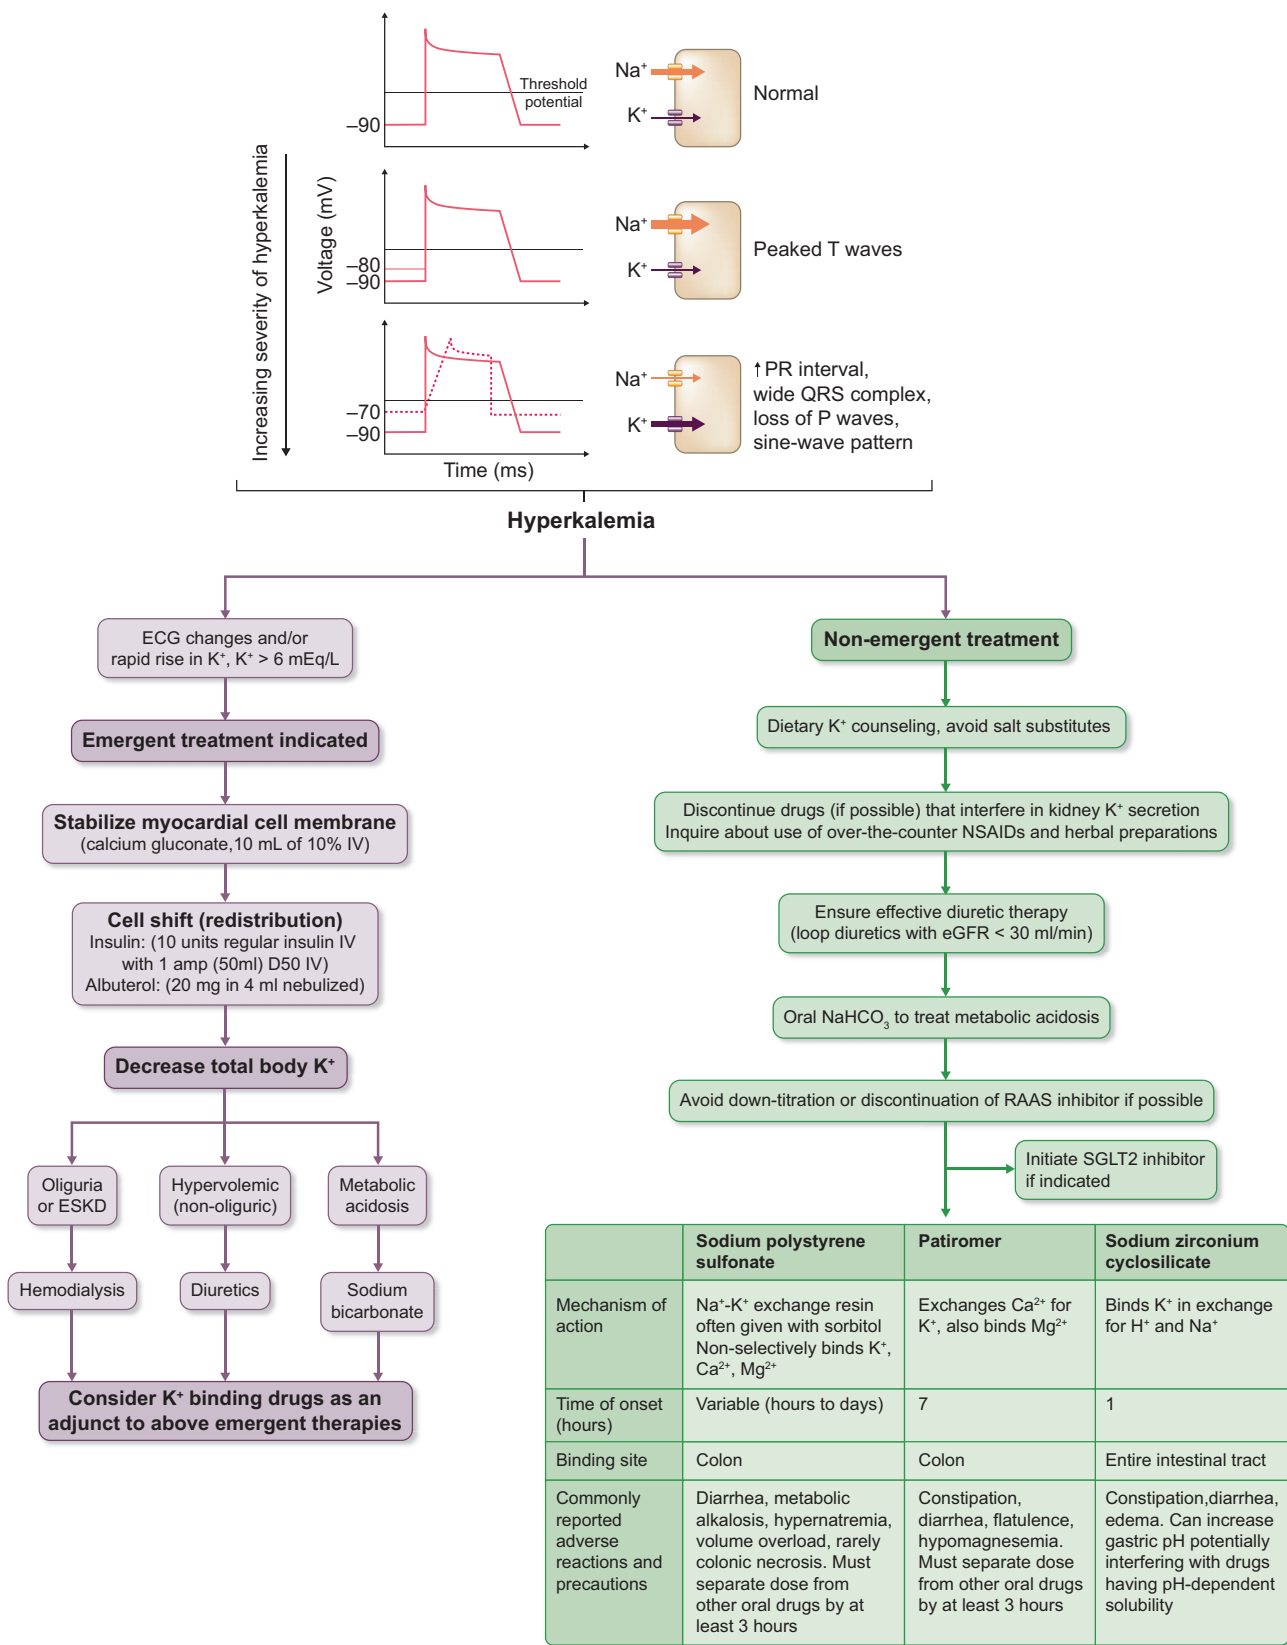 Threshold
potential
–90
Na⁺
K⁺
Normal
Increasing severity of hyperkalemia
Voltage (mV)
–80
–90
Na⁺
K⁺
Peaked T waves
–70
–90
Time (ms)
Na⁺
K⁺
↑PR interval,
wide QRS complex,
loss of P waves,
sine-wave pattern
Hyperkalemia
ECG changes and/or
rapid rise in K⁺, K⁺ > 6 mEq/L
Emergent treatment indicated
Stabilize myocardial cell membrane
(calcium gluconate,10 mL of 10% IV)
Cell shift (redistribution)
Insulin: (10 units regular insulin IV
with 1 amp (50ml) D50 IV)
Albuterol: (20 mg in 4 ml nebulized)
Decrease total body K⁺
Oliguria
or ESKD
Hypervolemic
(non-oliguric)
Metabolic
acidosis
Hemodialysis
Diuretics
Sodium
bicarbonate
Consider K⁺ binding drugs as an
adjunct to above emergent therapies
Non-emergent treatment
Dietary K⁺ counseling, avoid salt substitutes
Discontinue drugs (if possible) that interfere in kidney K⁺ secretion
Inquire about use of over-the-counter NSAIDs and herbal preparations
Ensure effective diuretic therapy
(loop diuretics with eGFR < 30 ml/min)
Oral NaHCO₃ to treat metabolic acidosis
Avoid down-titration or discontinuation of RAAS inhibitor if possible
Initiate SGLT2 inhibitor
if indicated
Sodium polystyrene
sulfonate
Patiromer
Sodium zirconium
cyclosilicate
Mechanism of
action
Na⁺-K⁺ exchange resin
often given with sorbitol
Non-selectively binds K⁺,
Ca²⁺, Mg²⁺
Exchanges Ca²⁺ for
K⁺, also binds Mg²⁺
Binds K⁺ in exchange
for H⁺ and Na⁺
Time of onset
(hours)
Variable (hours to days)
7
1
Binding site
Colon
Colon
Entire intestinal tract
Commonly
reported
adverse
reactions and
precautions
Diarrhea, metabolic
alkalosis, hypernatremia,
volume overload, rarely
colonic necrosis. Must
separate dose from
other oral drugs by at
least 3 hours
Constipation,
diarrhea, flatulence,
hypomagnesemia.
Must separate dose
from other oral drugs
by at least 3 hours
Constipation,diarrhea,
edema. Can increase
gastric pH potentially
interfering with drugs
having pH-dependent
solubility